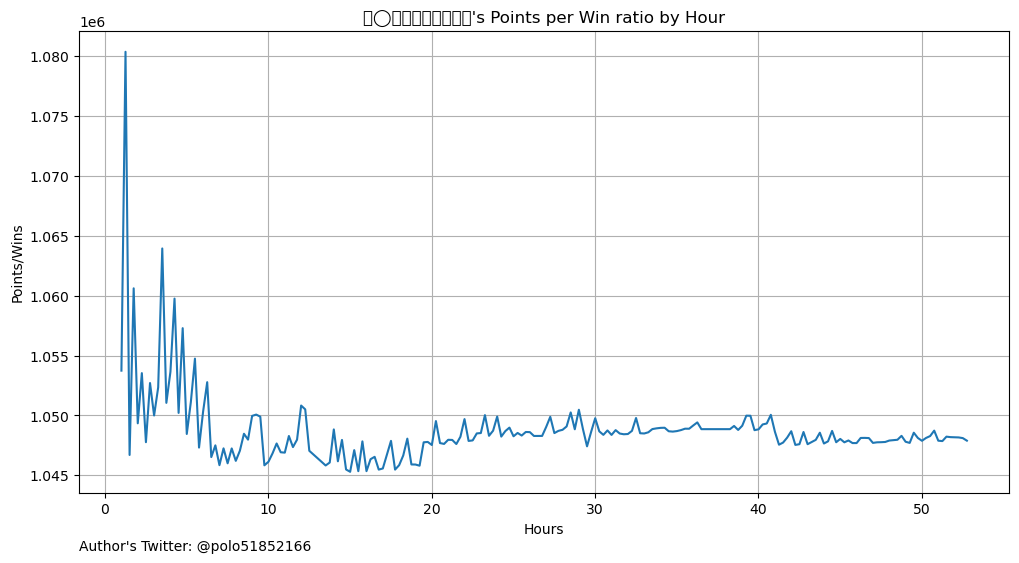 's Points per Win ratio by Hour
1e6
1.080
1.075
1.070
1.065
1.060
1.055
1.050
1.045
Points/Wins
0 10 20 30 40 50
Hours
Author's Twitter: @polo51852166